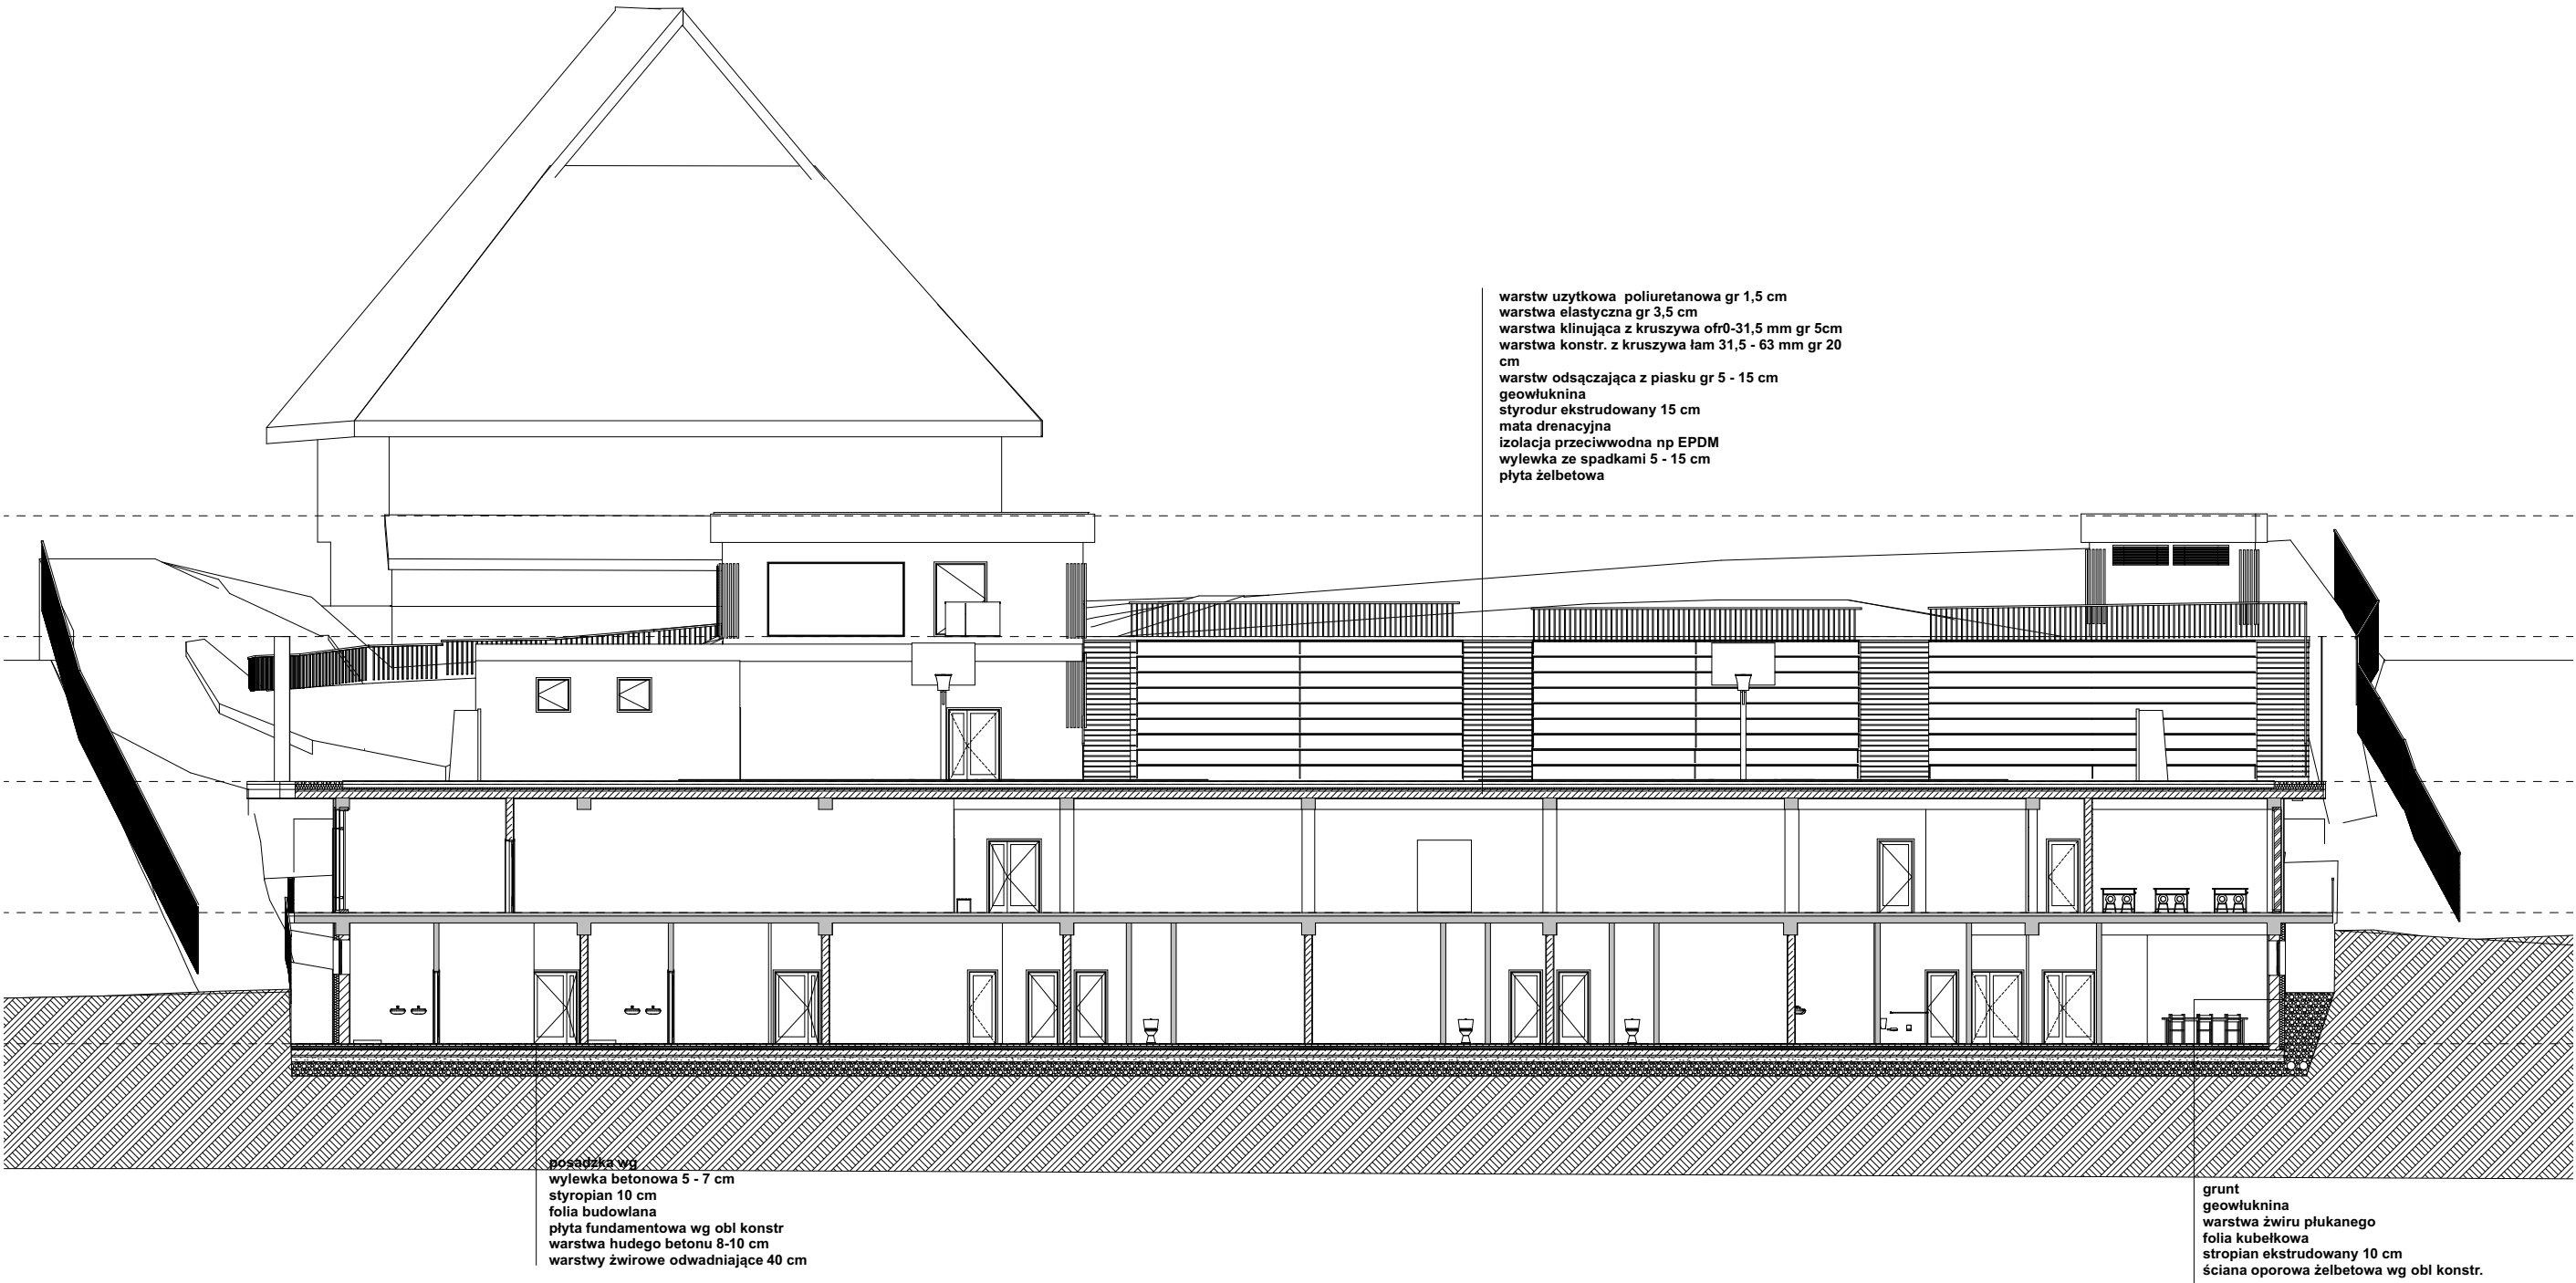 warstw uzytkowa  poliuretanowa gr 1,5 cm
warstwa elastyczna gr 3,5 cm
warstwa klinująca z kruszywa ofr0-31,5 mm gr 5cm
warstwa konstr. z kruszywa łam 31,5 - 63 mm gr 20
cm
warstw odsączająca z piasku gr 5 - 15 cm
geowłuknina
styrodur ekstrudowany 15 cm
mata drenacyjna
izolacja przeciwwodna np EPDM
wylewka ze spadkami 5 - 15 cm
płyta żelbetowa
posadzka wg
wylewka betonowa 5 - 7 cm
styropian 10 cm
folia budowlana
płyta fundamentowa wg obl konstr
warstwa hudego betonu 8-10 cm
warstwy żwirowe odwadniające 40 cm
grunt
geowłuknina
warstwa żwiru płukanego
folia kubełkowa
stropian ekstrudowany 10 cm
ściana oporowa żelbetowa wg obl konstr.